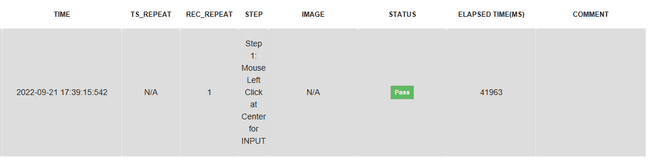 TIME TS_REPEAT REC_REPEAT STEP IMAGE STATUS ELAPSED TIME(MS) COMMENT
Step
1:
Mouse
Left
2022-09-21 17:39:15:542 N/A 1 Click N/A Pass 41963
at
Center
for
INPUT